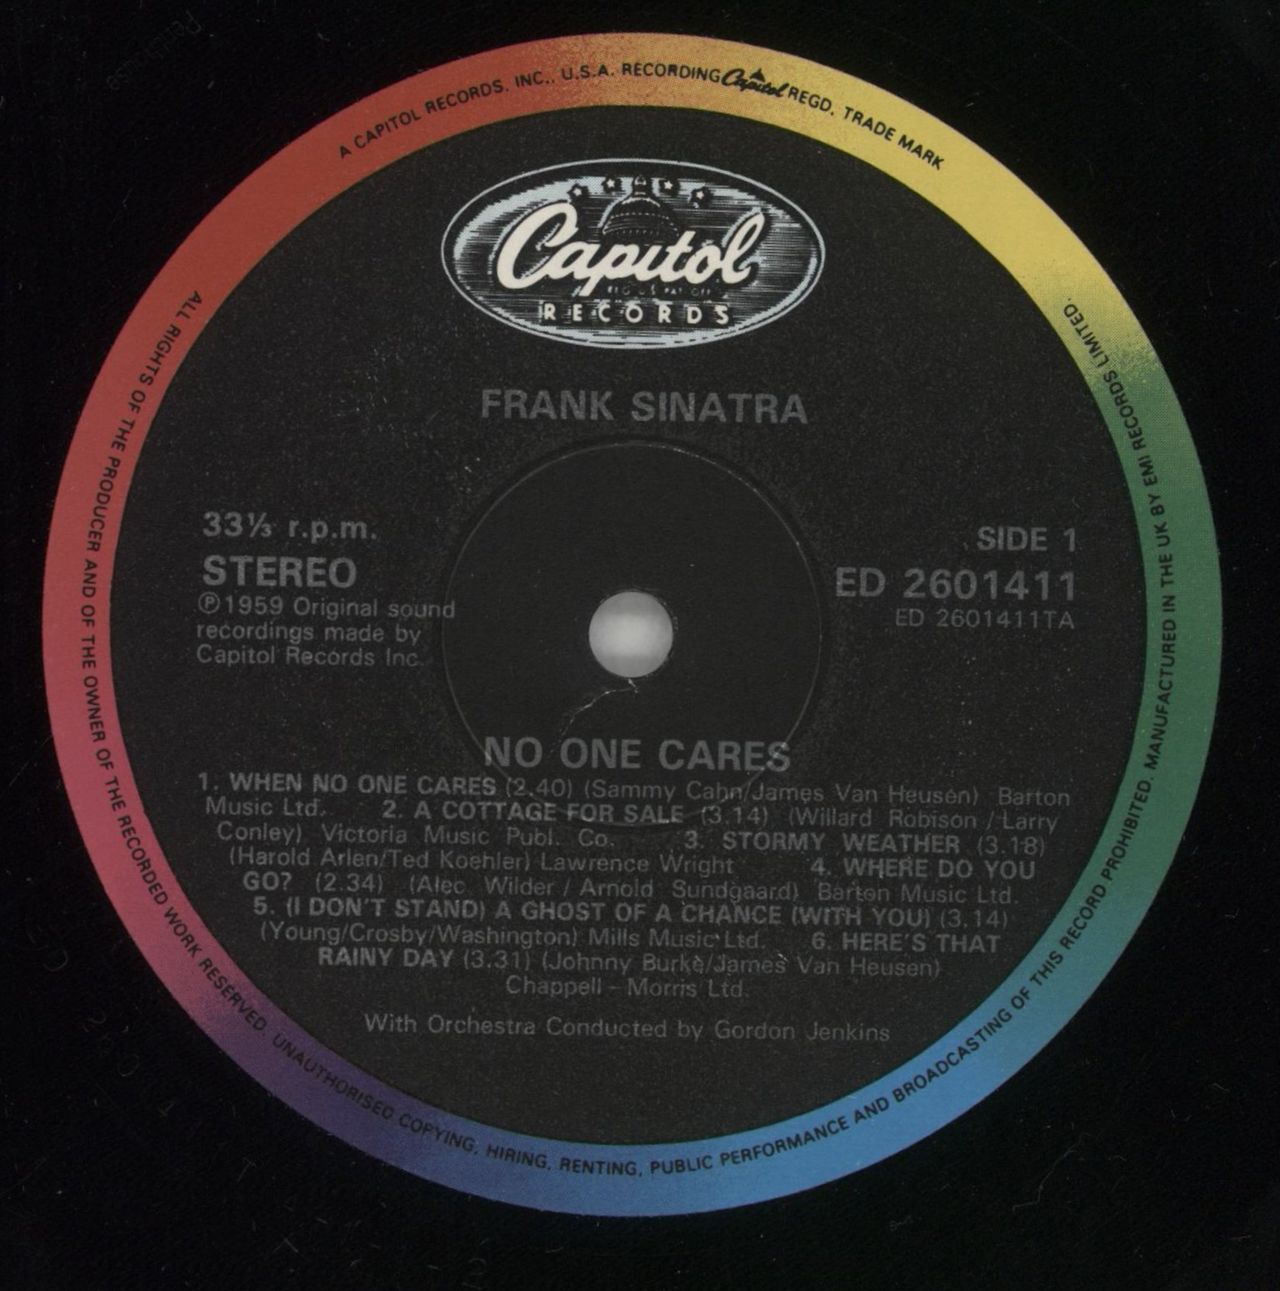 A CAPITOL RECORDS, INC., U.S.A. RECORDING Capitol REGD. TRADE MARK
Capitol
RECORDS
FRANK SINATRA
33⅓ r.p.m.
STEREO
℗1959 Original sound
recordings made by
Capitol Records Inc.
SIDE 1
ED 2601411
ED 2601411TA
NO ONE CARES
1. WHEN NO ONE CARES (2.40) (Sammy Cahn/James Van Heusen) Barton
Music Ltd. 2. A COTTAGE FOR SALE (3.14) (Willard Robison / Larry
Conley) Victoria Music Publ. Co. 3. STORMY WEATHER (3.18)
(Harold Arlen/Ted Koehler) Lawrence Wright 4. WHERE DO YOU
GO? (2.34) (Alec Wilder / Arnold Sundgaard) Barton Music Ltd.
5. (I DON'T STAND) A GHOST OF A CHANCE (WITH YOU) (3.14)
(Young/Crosby/Washington) Mills Music Ltd. 6. HERE'S THAT
RAINY DAY (3.31) (Johnny Burke/James Van Heusen)
Chappell - Morris Ltd.
With Orchestra Conducted by Gordon Jenkins
ALL RIGHTS OF THE PRODUCER AND OF THE OWNER OF THE RECORDED WORK RESERVED. UNAUTHORISED COPYING, HIRING, RENTING, PUBLIC PERFORMANCE AND BROADCASTING OF THIS RECORD PROHIBITED. MANUFACTURED IN THE UK BY EMI RECORDS LIMITED.